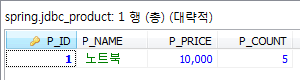 spring.jdbc_product: 1 행 (총) (대략적)
P_ID P_NAME P_PRICE P_COUNT
1 노트북 10,000 5